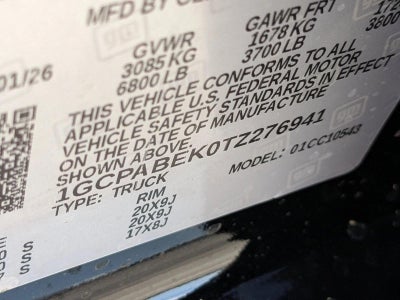 MFD BY
GVWR GAWR FRT
01/26 3085 KG 1678 KG
6800 LB 3700 LB
THIS VEHICLE CONFORMS TO ALL
APPLICABLE U.S. FEDERAL MOTOR
VEHICLE SAFETY STANDARDS IN EFFECT
ON THE DATE OF MANUFACTURE
SHOWN ABOVE.
1GCPABEK0TZ276941
TYPE: TRUCK MODEL: 01CC10543
RIM
20X9J
20X9J
17X8J